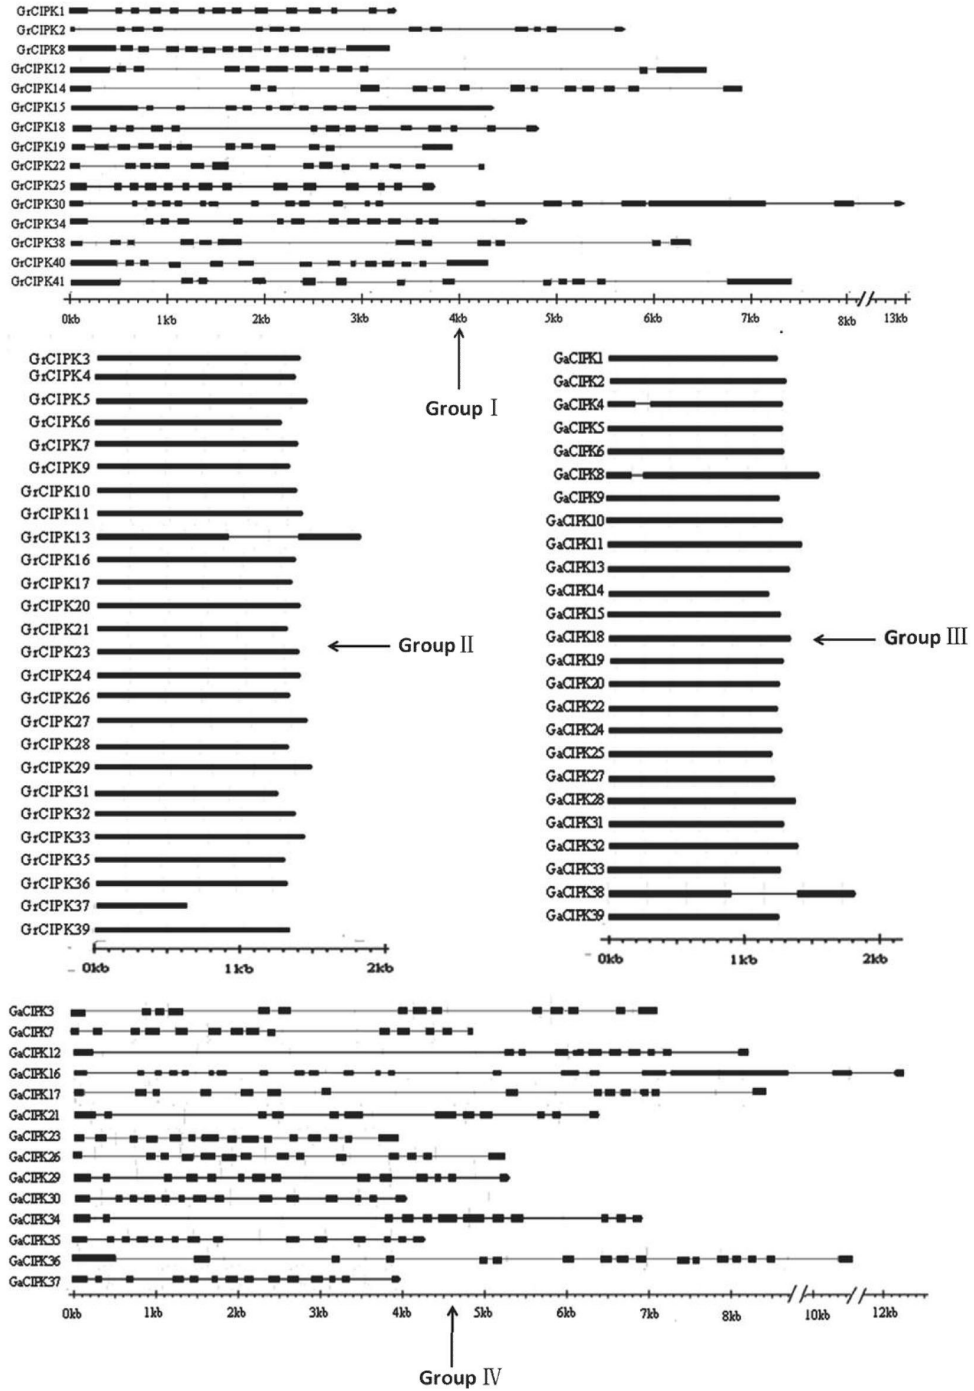 GrCIPK1
GrCIPK2
GrCIPK8
GrCIPK12
GrCIPK14
GrCIPK15
GrCIPK18
GrCIPK19
GrCIPK22
GrCIPK25
GrCIPK30
GrCIPK34
GrCIPK38
GrCIPK40
GrCIPK41
0kb 1kb 2kb 3kb 4kb 5kb 6kb 7kb 8kb 13kb
Group Ⅰ
GrCIPK3
GrCIPK4
GrCIPK5
GrCIPK6
GrCIPK7
GrCIPK9
GrCIPK10
GrCIPK11
GrCIPK13
GrCIPK16
GrCIPK17
GrCIPK20
GrCIPK21
GrCIPK23
GrCIPK24
GrCIPK26
GrCIPK27
GrCIPK28
GrCIPK29
GrCIPK31
GrCIPK32
GrCIPK33
GrCIPK35
GrCIPK36
GrCIPK37
GrCIPK39
0kb 1kb 2kb
Group Ⅱ
GaCIPK1
GaCIPK2
GaCIPK4
GaCIPK5
GaCIPK6
GaCIPK8
GaCIPK9
GaCIPK10
GaCIPK11
GaCIPK13
GaCIPK14
GaCIPK15
GaCIPK18
GaCIPK19
GaCIPK20
GaCIPK22
GaCIPK24
GaCIPK25
GaCIPK27
GaCIPK28
GaCIPK31
GaCIPK32
GaCIPK33
GaCIPK38
GaCIPK39
0kb 1kb 2kb
Group Ⅲ
GaCIPK3
GaCIPK7
GaCIPK12
GaCIPK16
GaCIPK17
GaCIPK21
GaCIPK23
GaCIPK26
GaCIPK29
GaCIPK30
GaCIPK34
GaCIPK35
GaCIPK36
GaCIPK37
0kb 1kb 2kb 3kb 4kb 5kb 6kb 7kb 8kb 10kb 12kb
Group Ⅳ